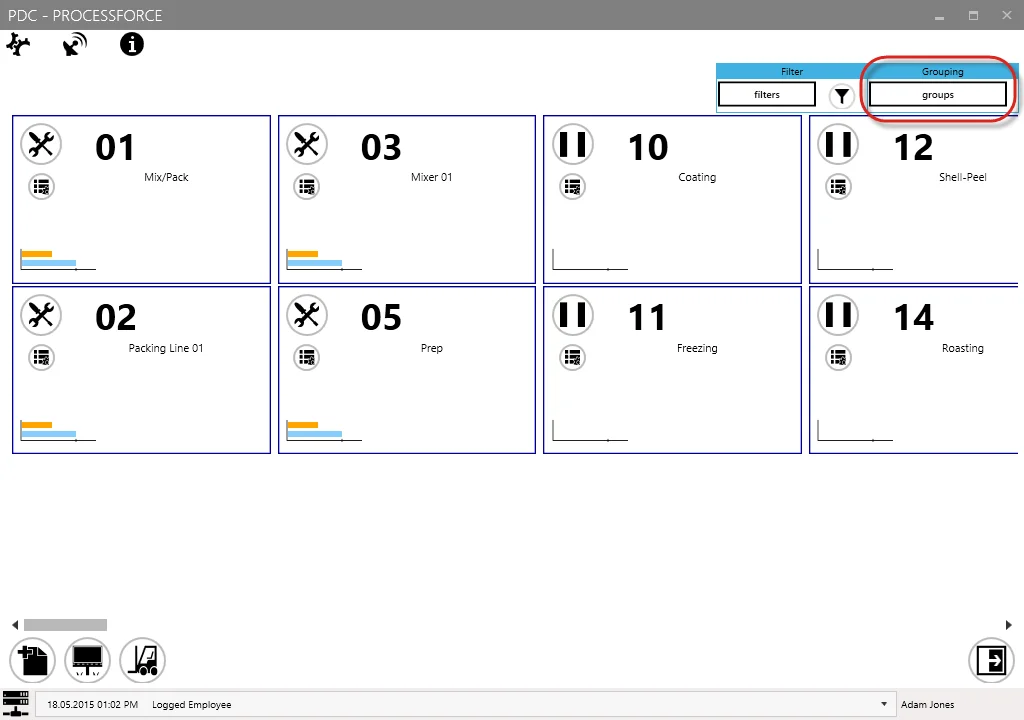 PDC - PROCESSFORCE
Filter
Grouping
filters
groups
01
Mix/Pack
03
Mixer 01
10
Coating
12
Shell-Peel
02
Packing Line 01
05
Prep
11
Freezing
14
Roasting
18.05.2015 01:02 PM Logged Employee Adam Jones